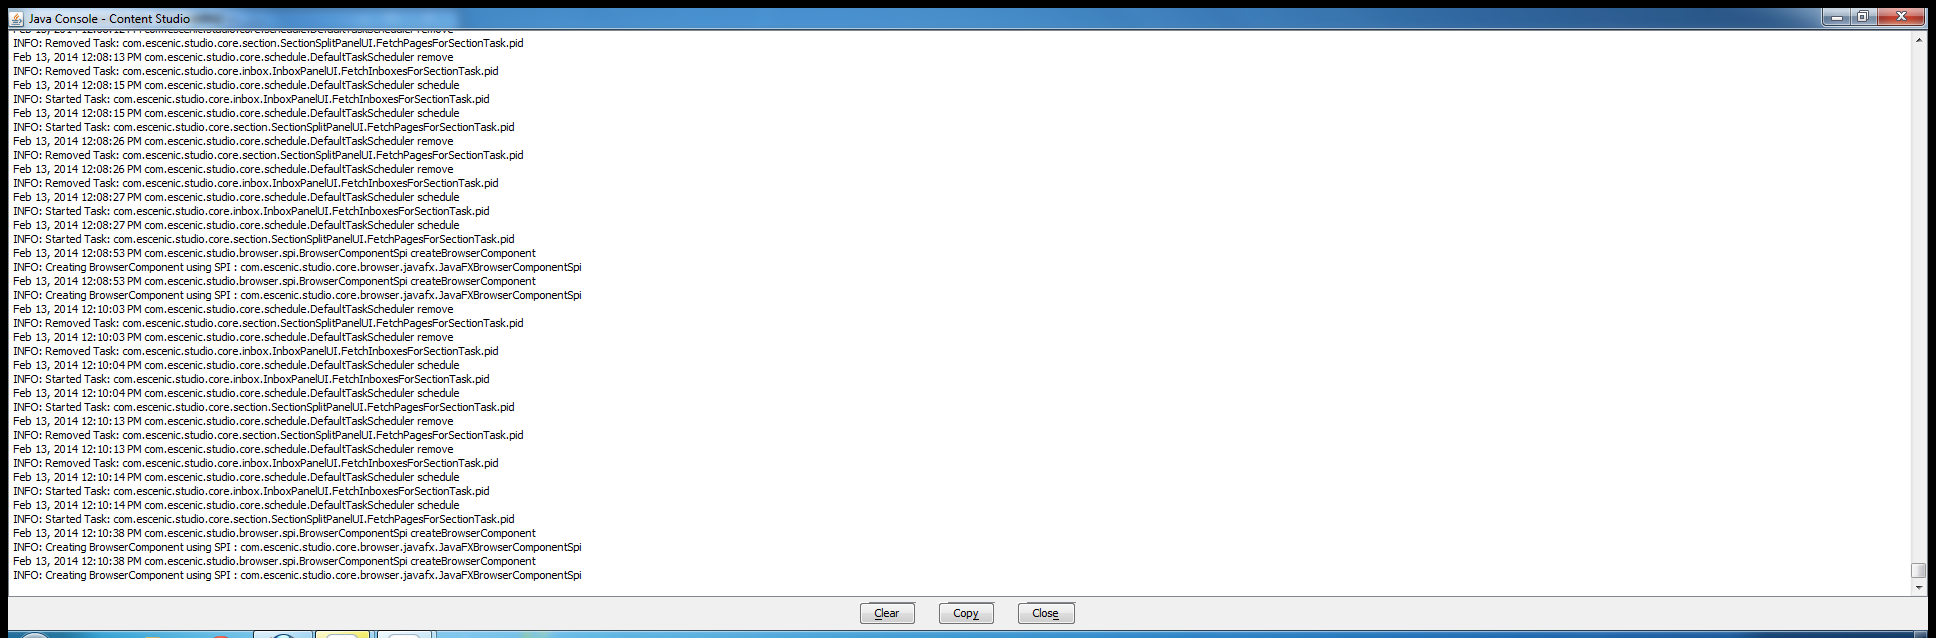 Java Console - Content Studio
Feb 13, 2014 12:08:12 PM com.escenic.studio.core.schedule.DefaultTaskScheduler remove
INFO: Removed Task: com.escenic.studio.core.section.SectionSplitPanelUI.FetchPagesForSectionTask.pid
Feb 13, 2014 12:08:13 PM com.escenic.studio.core.schedule.DefaultTaskScheduler remove
INFO: Removed Task: com.escenic.studio.core.inbox.InboxPanelUI.FetchInboxesForSectionTask.pid
Feb 13, 2014 12:08:15 PM com.escenic.studio.core.schedule.DefaultTaskScheduler schedule
INFO: Started Task: com.escenic.studio.core.inbox.InboxPanelUI.FetchInboxesForSectionTask.pid
Feb 13, 2014 12:08:15 PM com.escenic.studio.core.schedule.DefaultTaskScheduler schedule
INFO: Started Task: com.escenic.studio.core.section.SectionSplitPanelUI.FetchPagesForSectionTask.pid
Feb 13, 2014 12:08:26 PM com.escenic.studio.core.schedule.DefaultTaskScheduler remove
INFO: Removed Task: com.escenic.studio.core.section.SectionSplitPanelUI.FetchPagesForSectionTask.pid
Feb 13, 2014 12:08:26 PM com.escenic.studio.core.schedule.DefaultTaskScheduler remove
INFO: Removed Task: com.escenic.studio.core.inbox.InboxPanelUI.FetchInboxesForSectionTask.pid
Feb 13, 2014 12:08:27 PM com.escenic.studio.core.schedule.DefaultTaskScheduler schedule
INFO: Started Task: com.escenic.studio.core.inbox.InboxPanelUI.FetchInboxesForSectionTask.pid
Feb 13, 2014 12:08:27 PM com.escenic.studio.core.schedule.DefaultTaskScheduler schedule
INFO: Started Task: com.escenic.studio.core.section.SectionSplitPanelUI.FetchPagesForSectionTask.pid
Feb 13, 2014 12:08:53 PM com.escenic.studio.browser.spi.BrowserComponentSpi createBrowserComponent
INFO: Creating BrowserComponent using SPI : com.escenic.studio.core.browser.javafx.JavaFXBrowserComponentSpi
Feb 13, 2014 12:08:53 PM com.escenic.studio.browser.spi.BrowserComponentSpi createBrowserComponent
INFO: Creating BrowserComponent using SPI : com.escenic.studio.core.browser.javafx.JavaFXBrowserComponentSpi
Feb 13, 2014 12:10:03 PM com.escenic.studio.core.schedule.DefaultTaskScheduler remove
INFO: Removed Task: com.escenic.studio.core.section.SectionSplitPanelUI.FetchPagesForSectionTask.pid
Feb 13, 2014 12:10:03 PM com.escenic.studio.core.schedule.DefaultTaskScheduler remove
INFO: Removed Task: com.escenic.studio.core.inbox.InboxPanelUI.FetchInboxesForSectionTask.pid
Feb 13, 2014 12:10:04 PM com.escenic.studio.core.schedule.DefaultTaskScheduler schedule
INFO: Started Task: com.escenic.studio.core.inbox.InboxPanelUI.FetchInboxesForSectionTask.pid
Feb 13, 2014 12:10:04 PM com.escenic.studio.core.schedule.DefaultTaskScheduler schedule
INFO: Started Task: com.escenic.studio.core.section.SectionSplitPanelUI.FetchPagesForSectionTask.pid
Feb 13, 2014 12:10:13 PM com.escenic.studio.core.schedule.DefaultTaskScheduler remove
INFO: Removed Task: com.escenic.studio.core.section.SectionSplitPanelUI.FetchPagesForSectionTask.pid
Feb 13, 2014 12:10:13 PM com.escenic.studio.core.schedule.DefaultTaskScheduler remove
INFO: Removed Task: com.escenic.studio.core.inbox.InboxPanelUI.FetchInboxesForSectionTask.pid
Feb 13, 2014 12:10:14 PM com.escenic.studio.core.schedule.DefaultTaskScheduler schedule
INFO: Started Task: com.escenic.studio.core.inbox.InboxPanelUI.FetchInboxesForSectionTask.pid
Feb 13, 2014 12:10:14 PM com.escenic.studio.core.schedule.DefaultTaskScheduler schedule
INFO: Started Task: com.escenic.studio.core.section.SectionSplitPanelUI.FetchPagesForSectionTask.pid
Feb 13, 2014 12:10:38 PM com.escenic.studio.browser.spi.BrowserComponentSpi createBrowserComponent
INFO: Creating BrowserComponent using SPI : com.escenic.studio.core.browser.javafx.JavaFXBrowserComponentSpi
Feb 13, 2014 12:10:38 PM com.escenic.studio.browser.spi.BrowserComponentSpi createBrowserComponent
INFO: Creating BrowserComponent using SPI : com.escenic.studio.core.browser.javafx.JavaFXBrowserComponentSpi
Clear Copy Close